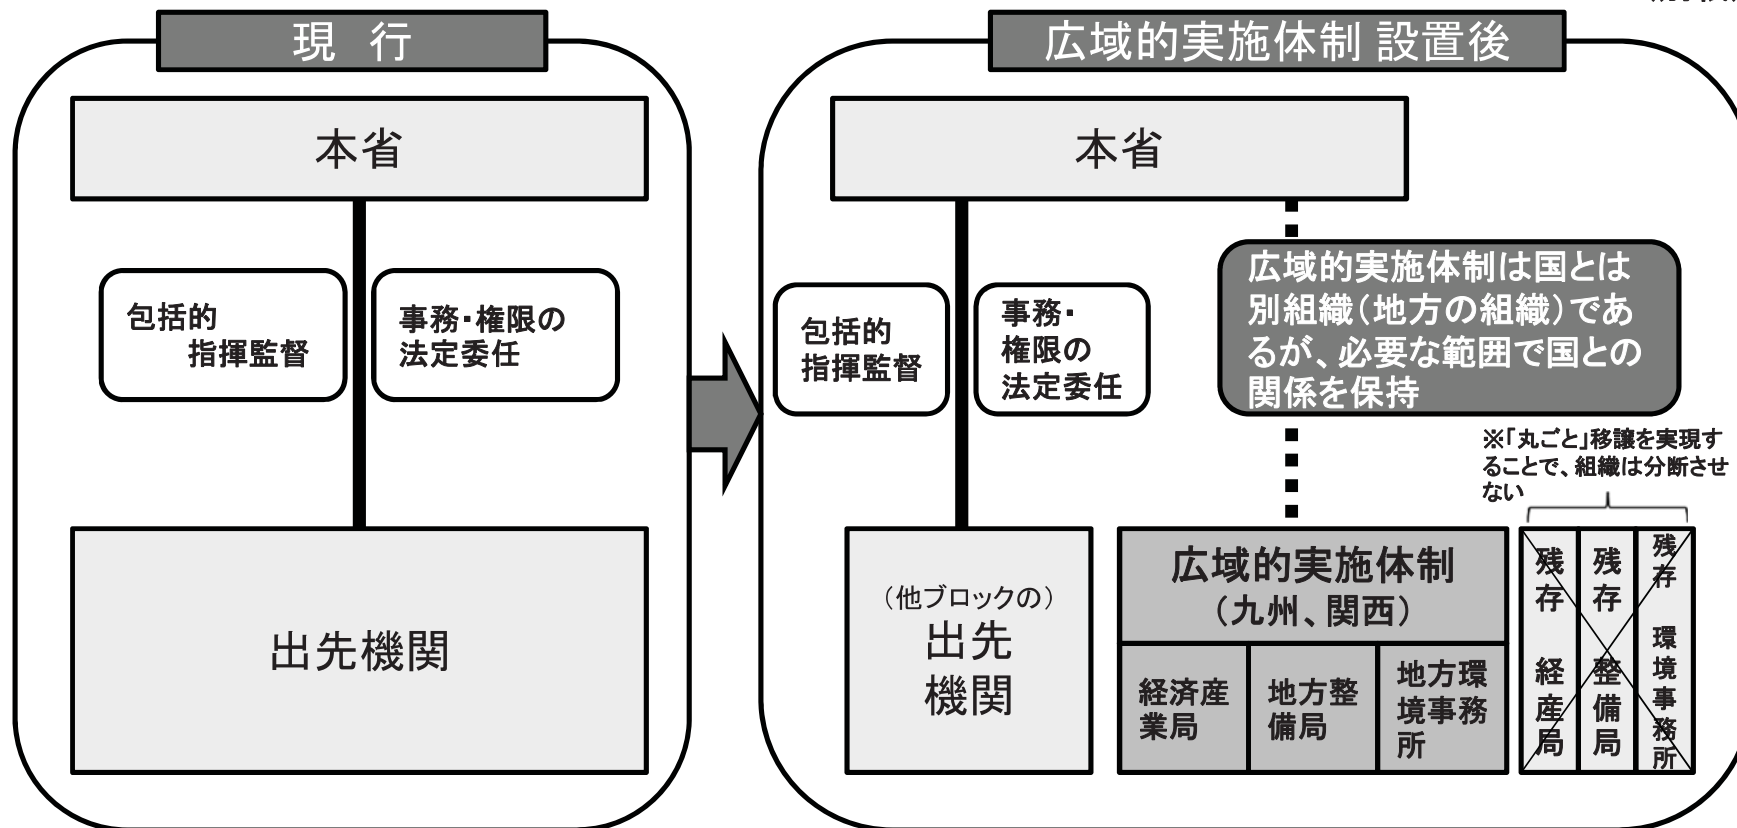 現 行
本省
包括的
指揮監督
事務・権限の
法定委任
出先機関
広域的実施体制 設置後
本省
包括的
指揮監督
事務・
権限の
法定委任
広域的実施体制は国とは
別組織（地方の組織）であ
るが、必要な範囲で国との
関係を保持
※「丸ごと」移譲を実現す
ることで、組織は分断させ
ない
（他ブロックの）
出先
機関
広域的実施体制
（九州、関西）
経済産
業局
地方整
備局
地方環
境事務
所
残存 経産局
残存 整備局
残存 環境事務所